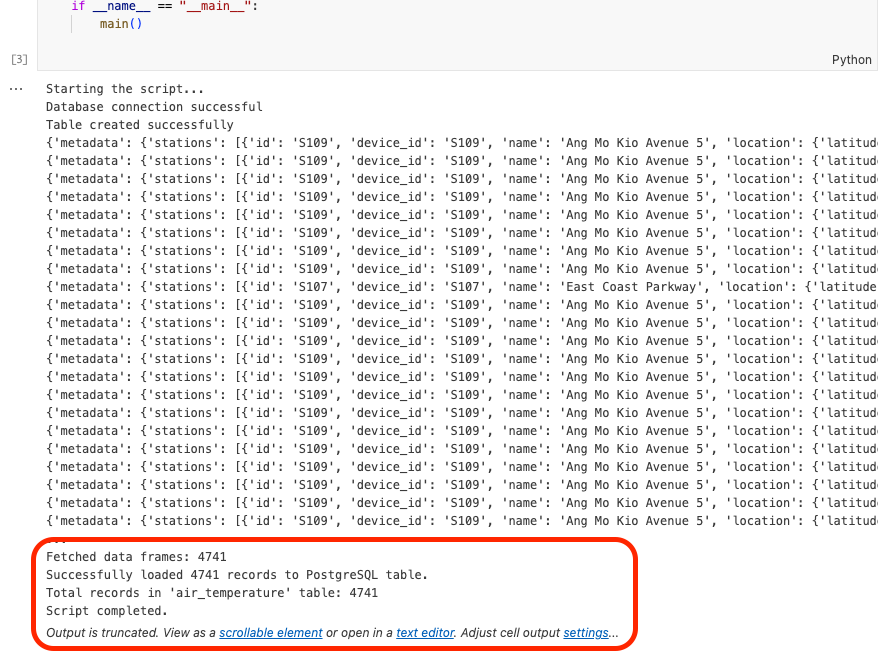 if __name__ == "__main__":
main()
[3]
Python
... Starting the script...
Database connection successful
Table created successfully
{'metadata': {'stations': [{'id': 'S109', 'device_id': 'S109', 'name': 'Ang Mo Kio Avenue 5', 'location': {'latitud
{'metadata': {'stations': [{'id': 'S109', 'device_id': 'S109', 'name': 'Ang Mo Kio Avenue 5', 'location': {'latitud
{'metadata': {'stations': [{'id': 'S109', 'device_id': 'S109', 'name': 'Ang Mo Kio Avenue 5', 'location': {'latitud
{'metadata': {'stations': [{'id': 'S109', 'device_id': 'S109', 'name': 'Ang Mo Kio Avenue 5', 'location': {'latitud
{'metadata': {'stations': [{'id': 'S109', 'device_id': 'S109', 'name': 'Ang Mo Kio Avenue 5', 'location': {'latitud
{'metadata': {'stations': [{'id': 'S109', 'device_id': 'S109', 'name': 'Ang Mo Kio Avenue 5', 'location': {'latitud
{'metadata': {'stations': [{'id': 'S109', 'device_id': 'S109', 'name': 'Ang Mo Kio Avenue 5', 'location': {'latitud
{'metadata': {'stations': [{'id': 'S109', 'device_id': 'S109', 'name': 'Ang Mo Kio Avenue 5', 'location': {'latitud
{'metadata': {'stations': [{'id': 'S107', 'device_id': 'S107', 'name': 'East Coast Parkway', 'location': {'latitude
{'metadata': {'stations': [{'id': 'S109', 'device_id': 'S109', 'name': 'Ang Mo Kio Avenue 5', 'location': {'latitud
{'metadata': {'stations': [{'id': 'S109', 'device_id': 'S109', 'name': 'Ang Mo Kio Avenue 5', 'location': {'latitud
{'metadata': {'stations': [{'id': 'S109', 'device_id': 'S109', 'name': 'Ang Mo Kio Avenue 5', 'location': {'latitud
{'metadata': {'stations': [{'id': 'S109', 'device_id': 'S109', 'name': 'Ang Mo Kio Avenue 5', 'location': {'latitud
{'metadata': {'stations': [{'id': 'S109', 'device_id': 'S109', 'name': 'Ang Mo Kio Avenue 5', 'location': {'latitud
{'metadata': {'stations': [{'id': 'S109', 'device_id': 'S109', 'name': 'Ang Mo Kio Avenue 5', 'location': {'latitud
{'metadata': {'stations': [{'id': 'S109', 'device_id': 'S109', 'name': 'Ang Mo Kio Avenue 5', 'location': {'latitud
{'metadata': {'stations': [{'id': 'S109', 'device_id': 'S109', 'name': 'Ang Mo Kio Avenue 5', 'location': {'latitud
{'metadata': {'stations': [{'id': 'S109', 'device_id': 'S109', 'name': 'Ang Mo Kio Avenue 5', 'location': {'latitud
{'metadata': {'stations': [{'id': 'S109', 'device_id': 'S109', 'name': 'Ang Mo Kio Avenue 5', 'location': {'latitud
{'metadata': {'stations': [{'id': 'S109', 'device_id': 'S109', 'name': 'Ang Mo Kio Avenue 5', 'location': {'latitud
{'metadata': {'stations': [{'id': 'S109', 'device_id': 'S109', 'name': 'Ang Mo Kio Avenue 5', 'location': {'latitud
{'metadata': {'stations': [{'id': 'S109', 'device_id': 'S109', 'name': 'Ang Mo Kio Avenue 5', 'location': {'latitud
...
Fetched data frames: 4741
Successfully loaded 4741 records to PostgreSQL table.
Total records in 'air_temperature' table: 4741
Script completed.
Output is truncated. View as a scrollable element or open in a text editor. Adjust cell output settings...